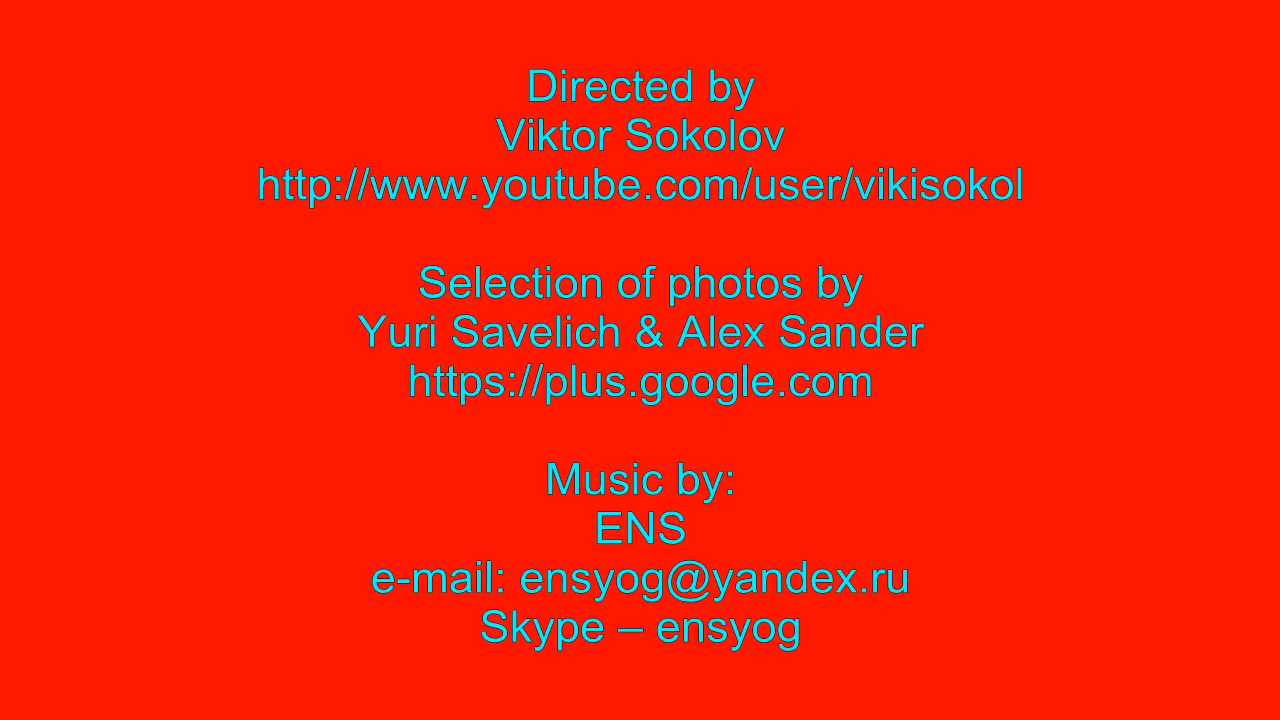 Directed by
Viktor Sokolov
http://www.youtube.com/user/vikisokol
Selection of photos by
Yuri Savelich & Alex Sander
https://plus.google.com
Music by:
ENS
e-mail: ensyog@yandex.ru
Skype – ensyog